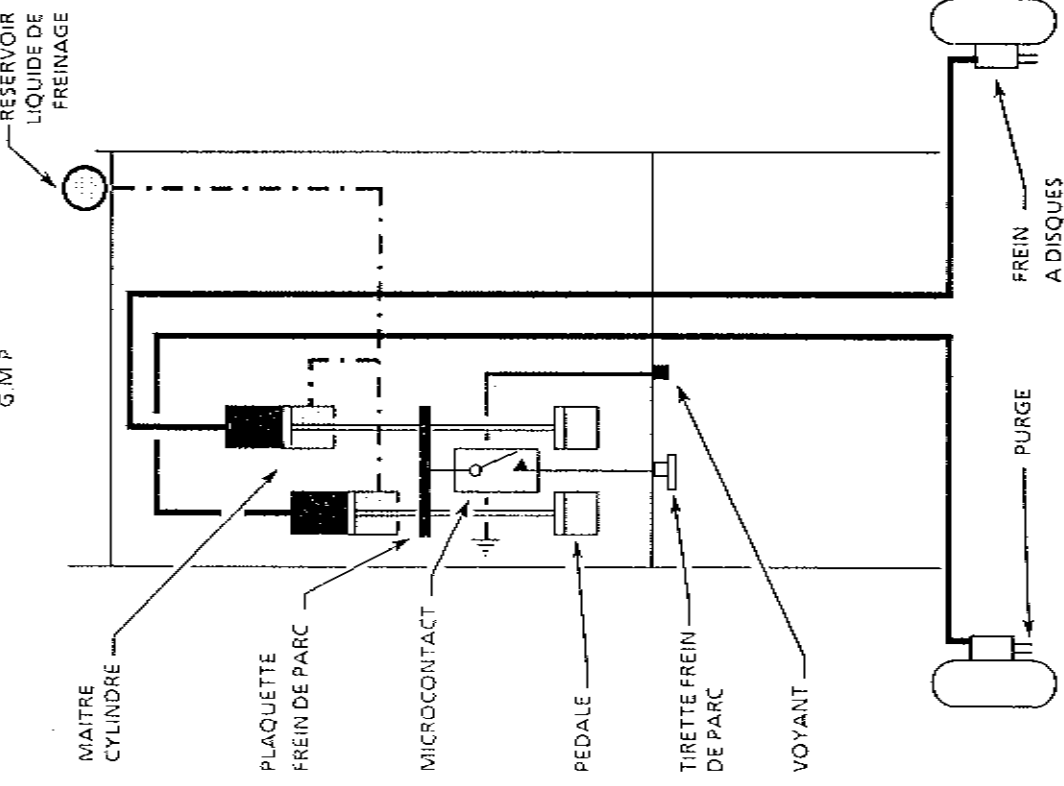 G.M.P
RESERVOIR
LIQUIDE DE
FREINAGE
MAITRE
CYLINDRE
PLAQUETTE
FREIN DE PARC
MICROCONTACT
PEDALE
TIRETTE FREIN
DE PARC
VOYANT
FREIN
A DISQUES
PURGE